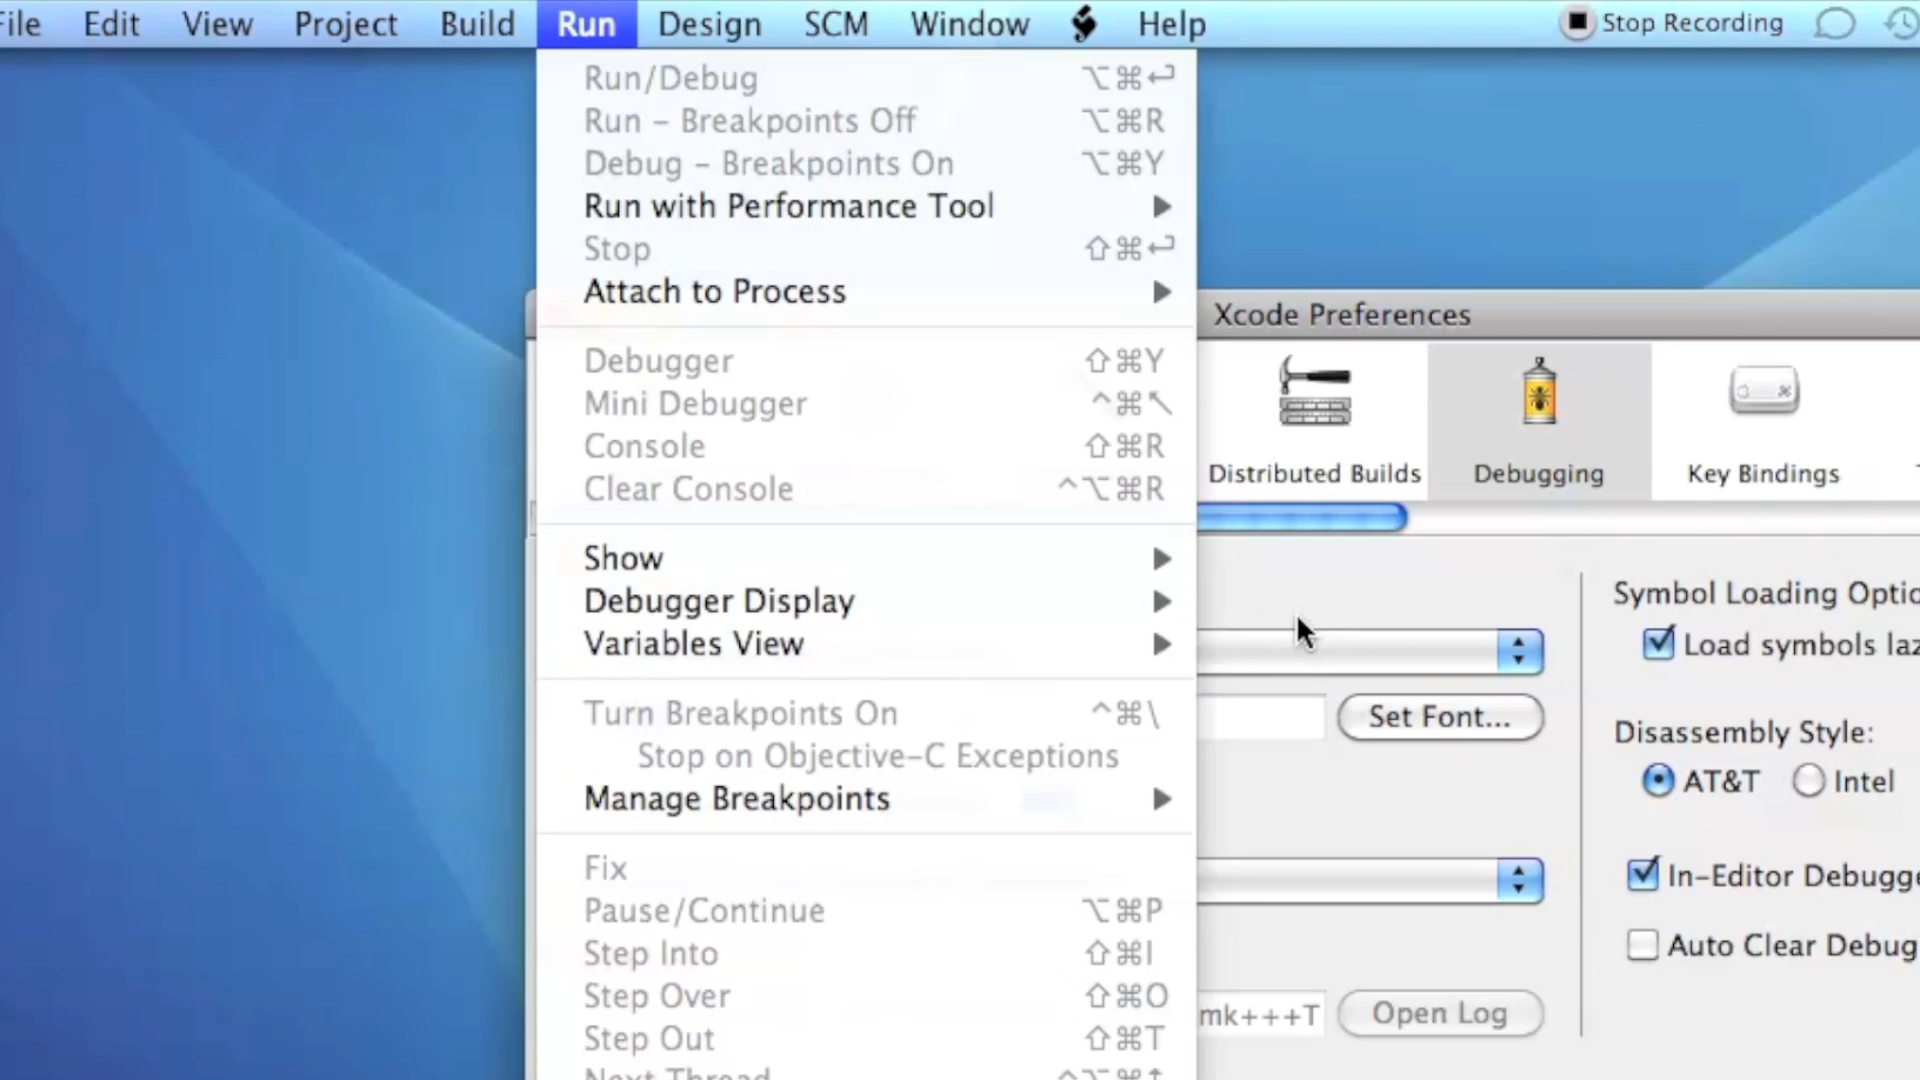 File Edit View Project Build Run Design SCM Window Help Stop Recording
Run/Debug ⌥⌘↩
Run – Breakpoints Off ⌥⌘R
Debug – Breakpoints On ⌥⌘Y
Run with Performance Tool ▶
Stop ⇧⌘↩
Attach to Process ▶
Debugger ⇧⌘Y
Mini Debugger ^⌘↖
Console ⇧⌘R
Clear Console ^⌥⌘R
Show ▶
Debugger Display ▶
Variables View ▶
Turn Breakpoints On ^⌘\
Stop on Objective-C Exceptions
Manage Breakpoints ▶
Fix
Pause/Continue ⌥⌘P
Step Into ⇧⌘I
Step Over ⇧⌘O
Step Out ⇧⌘T
Next Thread ^⌥⌘↑
Xcode Preferences
Distributed Builds Debugging Key Bindings
Symbol Loading Optio
Load symbols laz
Set Font...
Disassembly Style:
AT&T Intel
In-Editor Debugge
Auto Clear Debug
mk+++T Open Log